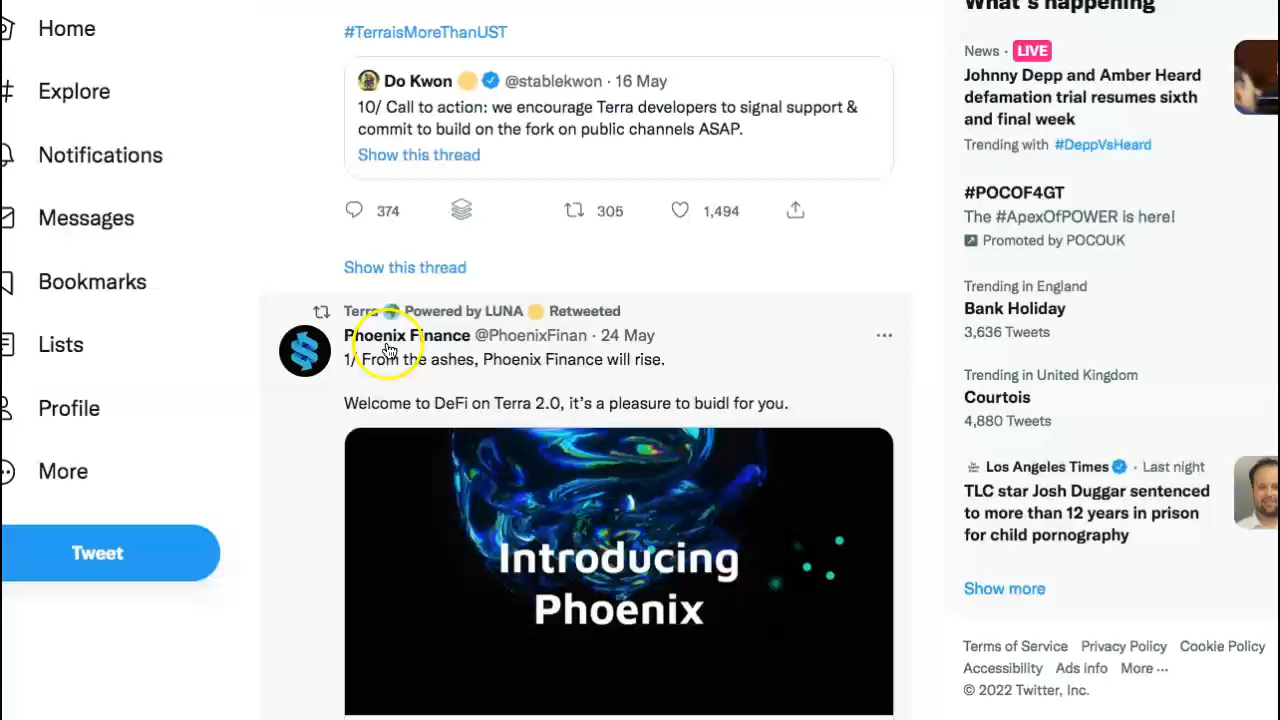 Home
Explore
Notifications
Messages
Bookmarks
Lists
Profile
More
Tweet
#TerraisMoreThanUST
Do Kwon @stablekwon · 16 May
10/ Call to action: we encourage Terra developers to signal support &
commit to build on the fork on public channels ASAP.
Show this thread
374
305
1,494
Show this thread
Terra Powered by LUNA Retweeted
Phoenix Finance @PhoenixFinan · 24 May
1/ From the ashes, Phoenix Finance will rise.
Welcome to DeFi on Terra 2.0, it's a pleasure to buidl for you.
Introducing
Phoenix
What's happening
News · LIVE
Johnny Depp and Amber Heard
defamation trial resumes sixth
and final week
Trending with #DeppVsHeard
#POCOF4GT
The #ApexOfPOWER is here!
Promoted by POCOUK
Trending in England
Bank Holiday
3,636 Tweets
Trending in United Kingdom
Courtois
4,880 Tweets
Los Angeles Times · Last night
TLC star Josh Duggar sentenced
to more than 12 years in prison
for child pornography
Show more
Terms of Service Privacy Policy Cookie Policy
Accessibility Ads info More ···
© 2022 Twitter, Inc.